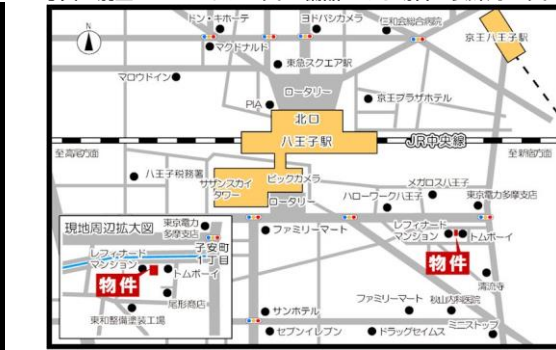 ドン・キホーテ
ヨドバシカメラ
仁和会総合病院
京王八王子駅
N
マクドナルド
東急スクエア駅
マロウドイン
ロータリー
PIA
京王プラザホテル
北口
八王子駅
JR中央線
至高尾方面
至新宿方面
八王子税務署
ビックカメラ
サザンスカイ
タワー
ロータリー
メガロス八王子
ハローワーク八王子
東京電力多摩支店
現地周辺拡大図
東京電力
多摩支店
子安町
1丁目
レフィナード
マンション
トムボーイ
物件
尾形商店
東和整備塗装工場
ファミリーマート
レフィナード
マンション
トムボーイ
物件
清流寺
サンホテル
ファミリーマート
秋山内科医院
セブンイレブン
ドラッグセイムス
ミニストップ